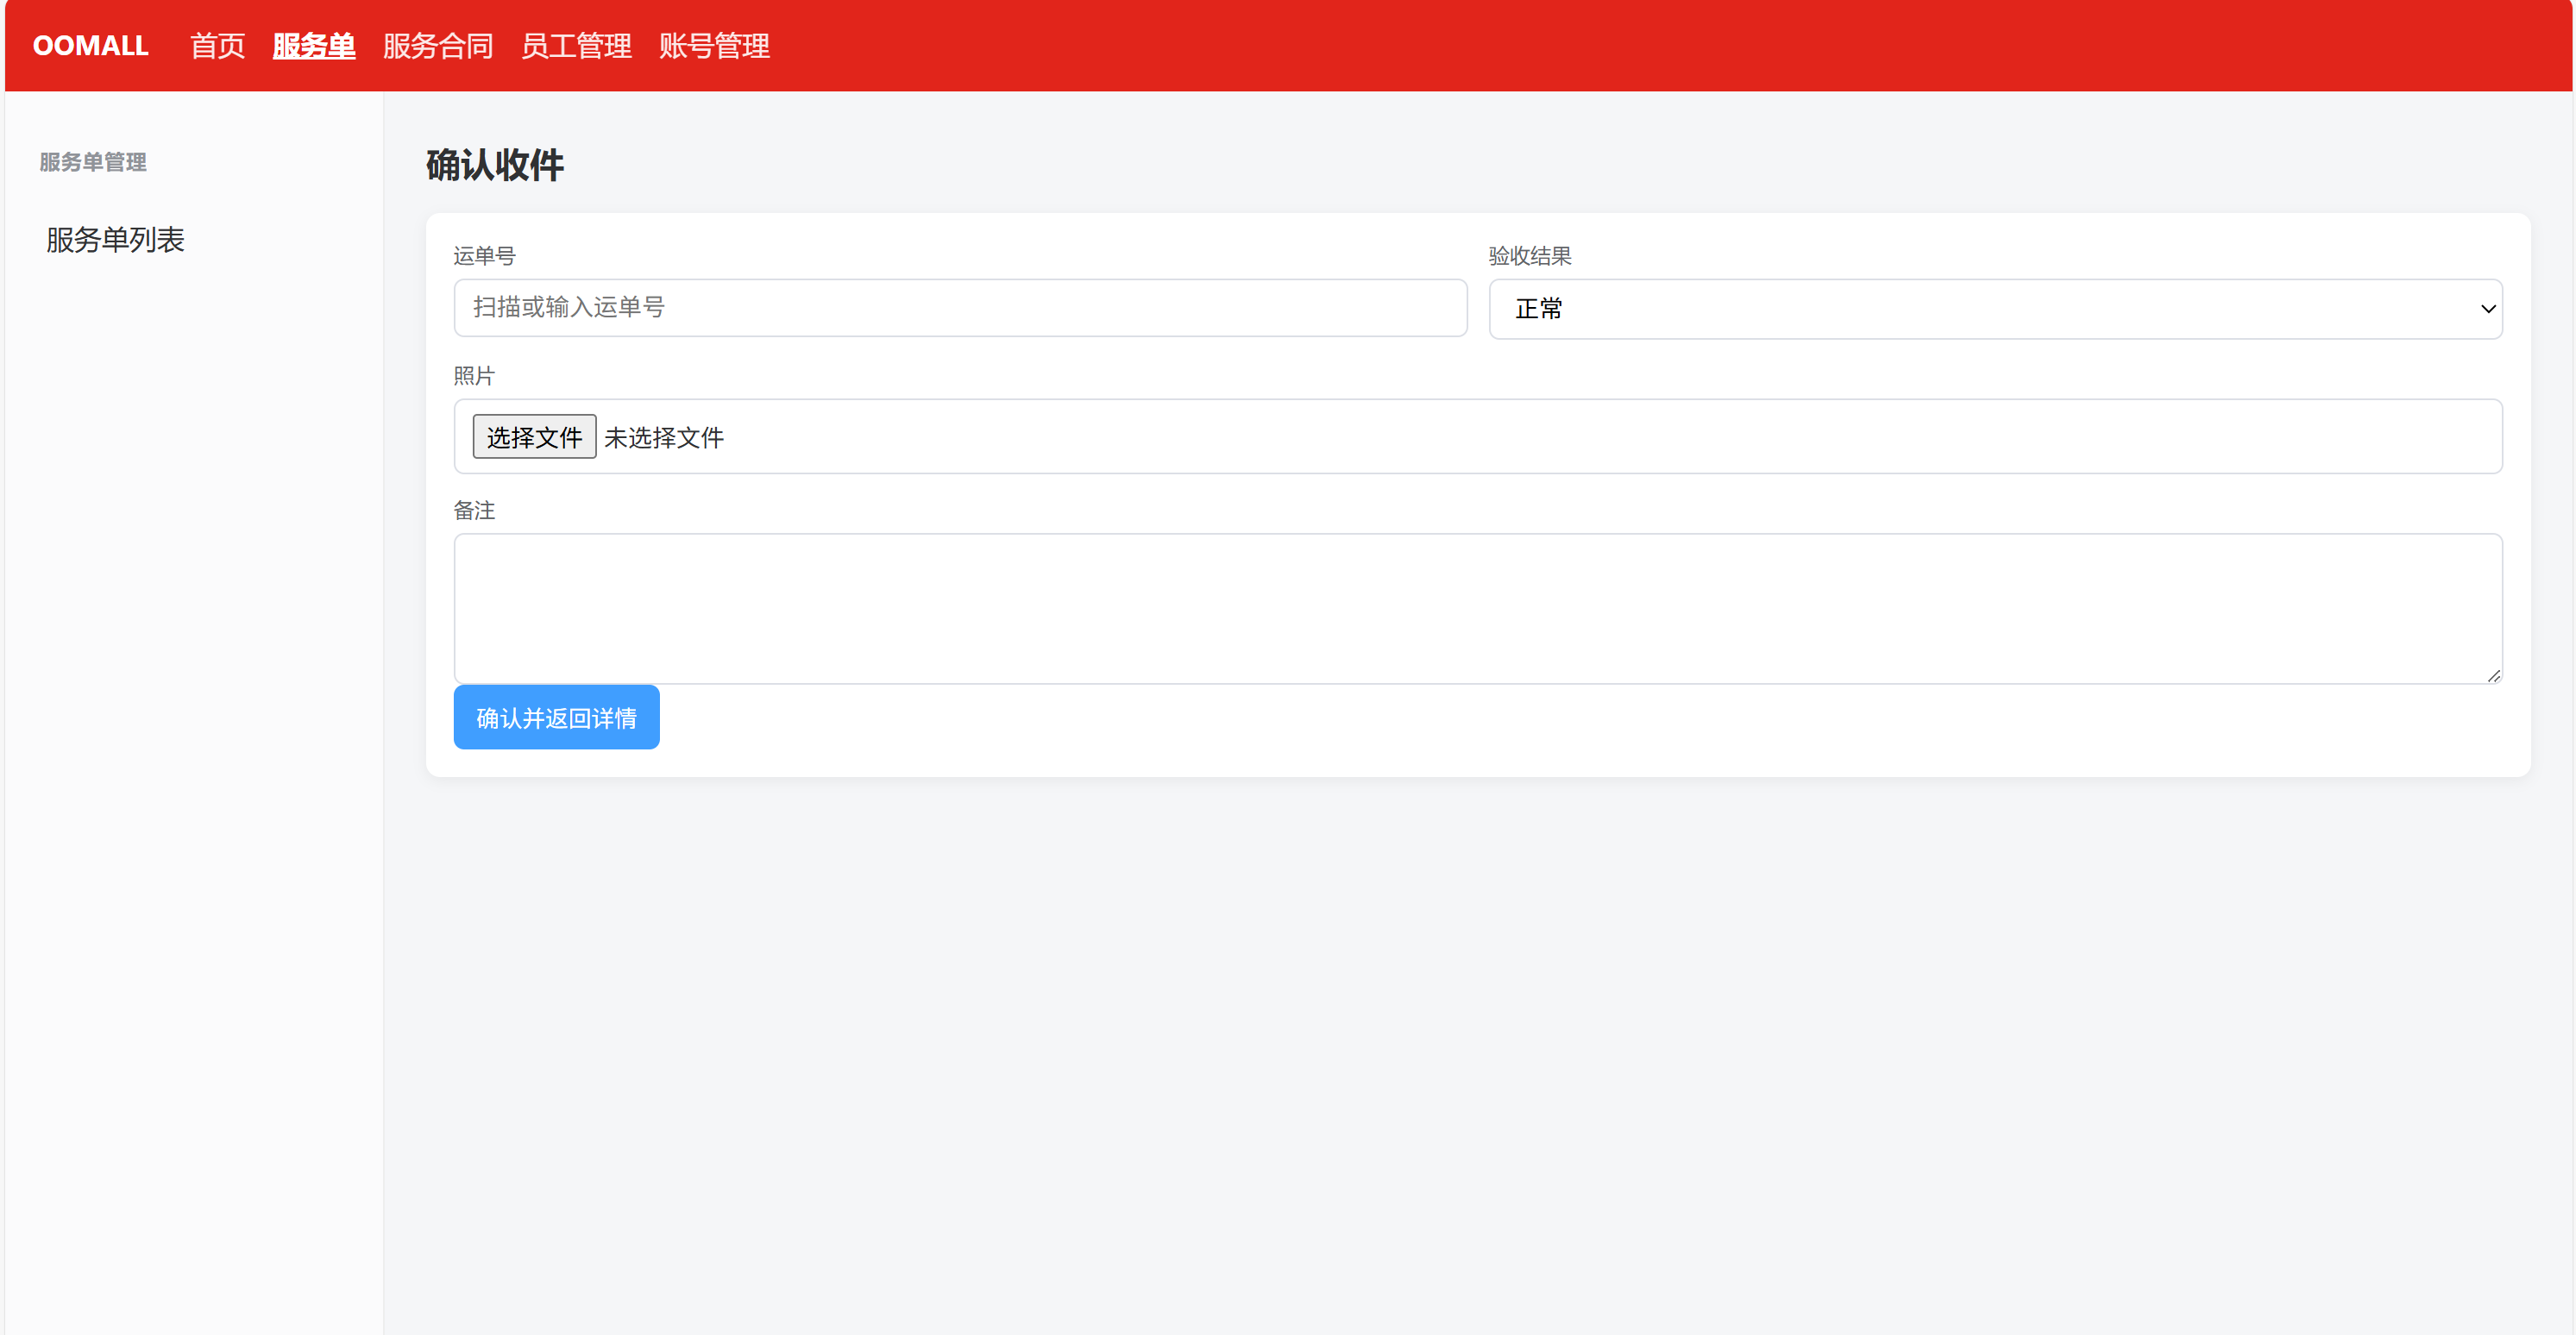 OOMALL 首页 服务单 服务合同 员工管理 账号管理
服务单管理
服务单列表
确认收件
运单号 验收结果
扫描或输入运单号 正常
照片
选择文件 未选择文件
备注
确认并返回详情